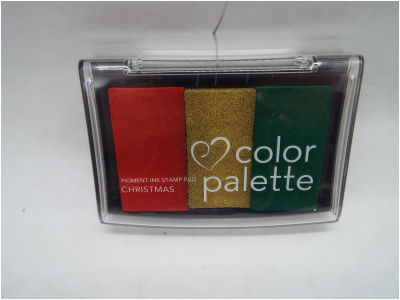 color
palette
PIGMENT INK STAMP PAD
CHRISTMAS